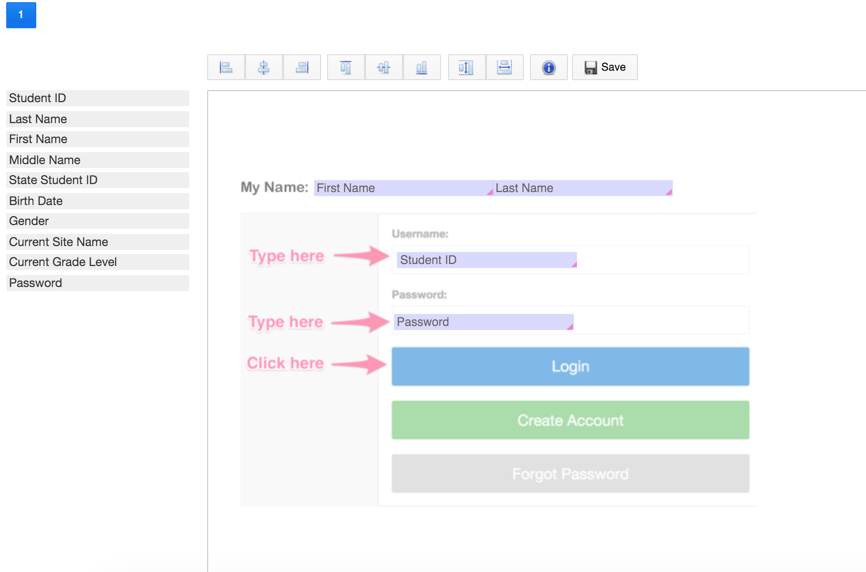 1
Save
Student ID
Last Name
First Name
Middle Name
State Student ID
Birth Date
Gender
Current Site Name
Current Grade Level
Password
My Name: First Name Last Name
Username:
Type here Student ID
Password:
Type here Password
Click here Login
Create Account
Forgot Password